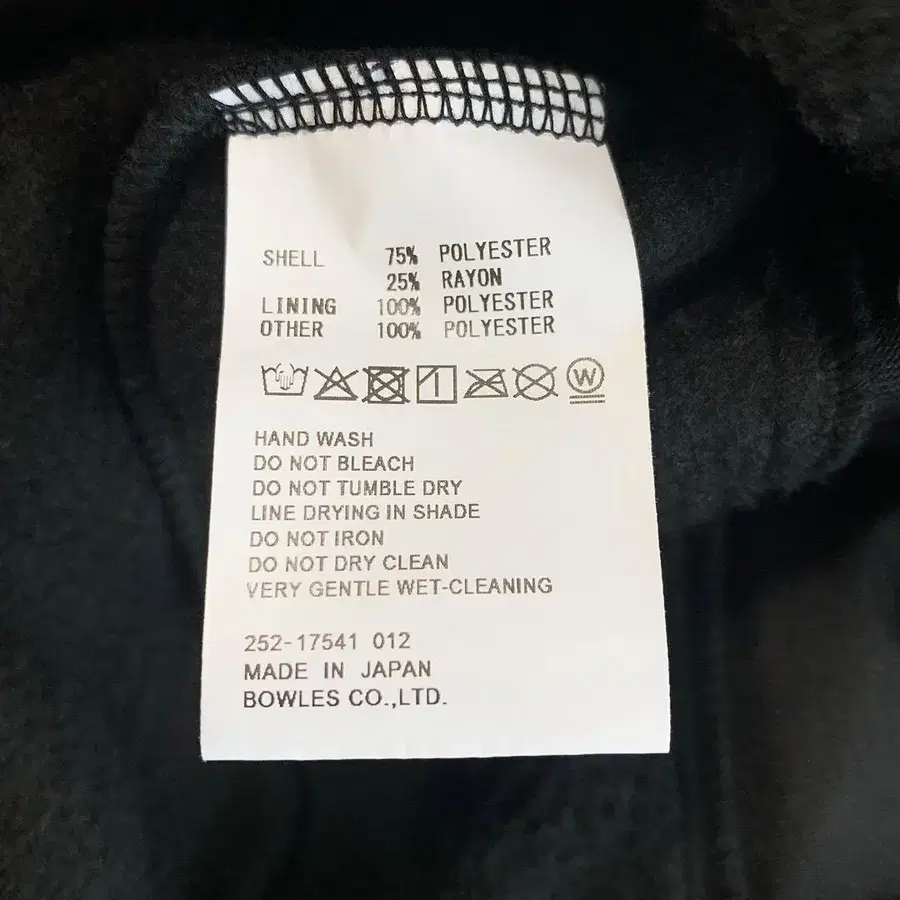 SHELL 75% POLYESTER
25% RAYON
LINING 100% POLYESTER
OTHER 100% POLYESTER
W
HAND WASH
DO NOT BLEACH
DO NOT TUMBLE DRY
LINE DRYING IN SHADE
DO NOT IRON
DO NOT DRY CLEAN
VERY GENTLE WET-CLEANING
252-17541 012
MADE IN JAPAN
BOWLES CO.,LTD.